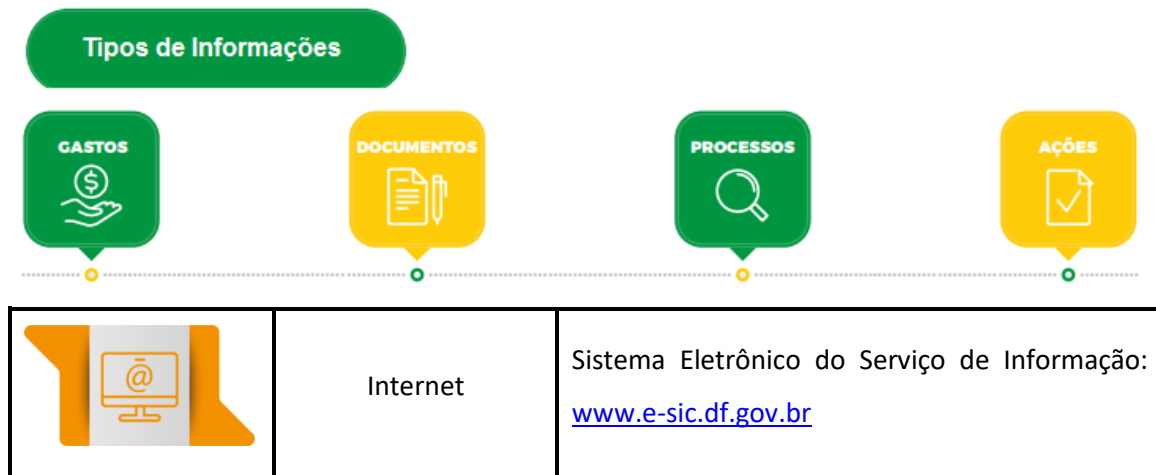 Tipos de Informações
GASTOS
DOCUMENTOS
PROCESSOS
AÇÕES
@
Internet
Sistema Eletrônico do Serviço de Informação:
www.e-sic.df.gov.br